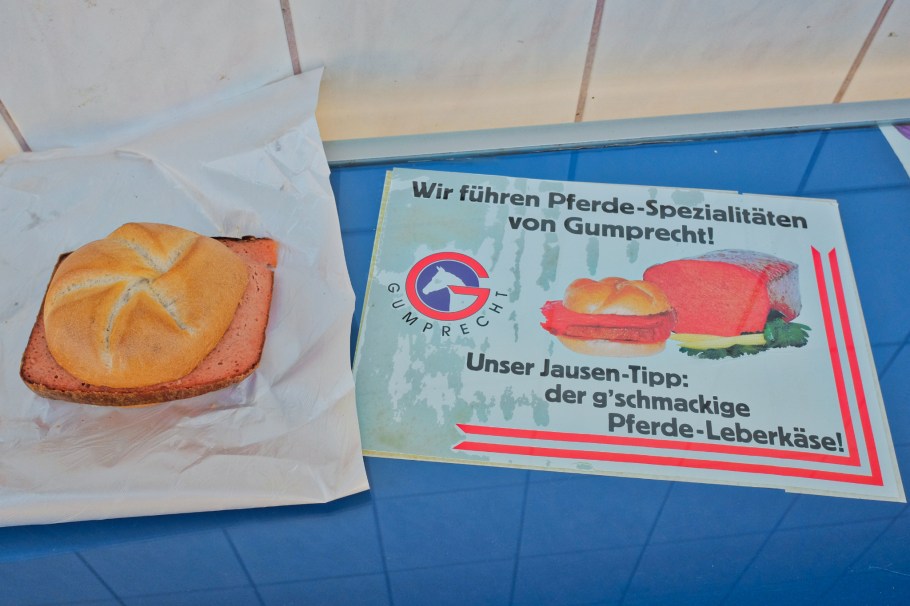 Wir führen Pferde-Spezialitäten
von Gumprecht!
GUMPRECHT
Unser Jausen-Tipp:
der g'schmackige
Pferde-Leberkäse!